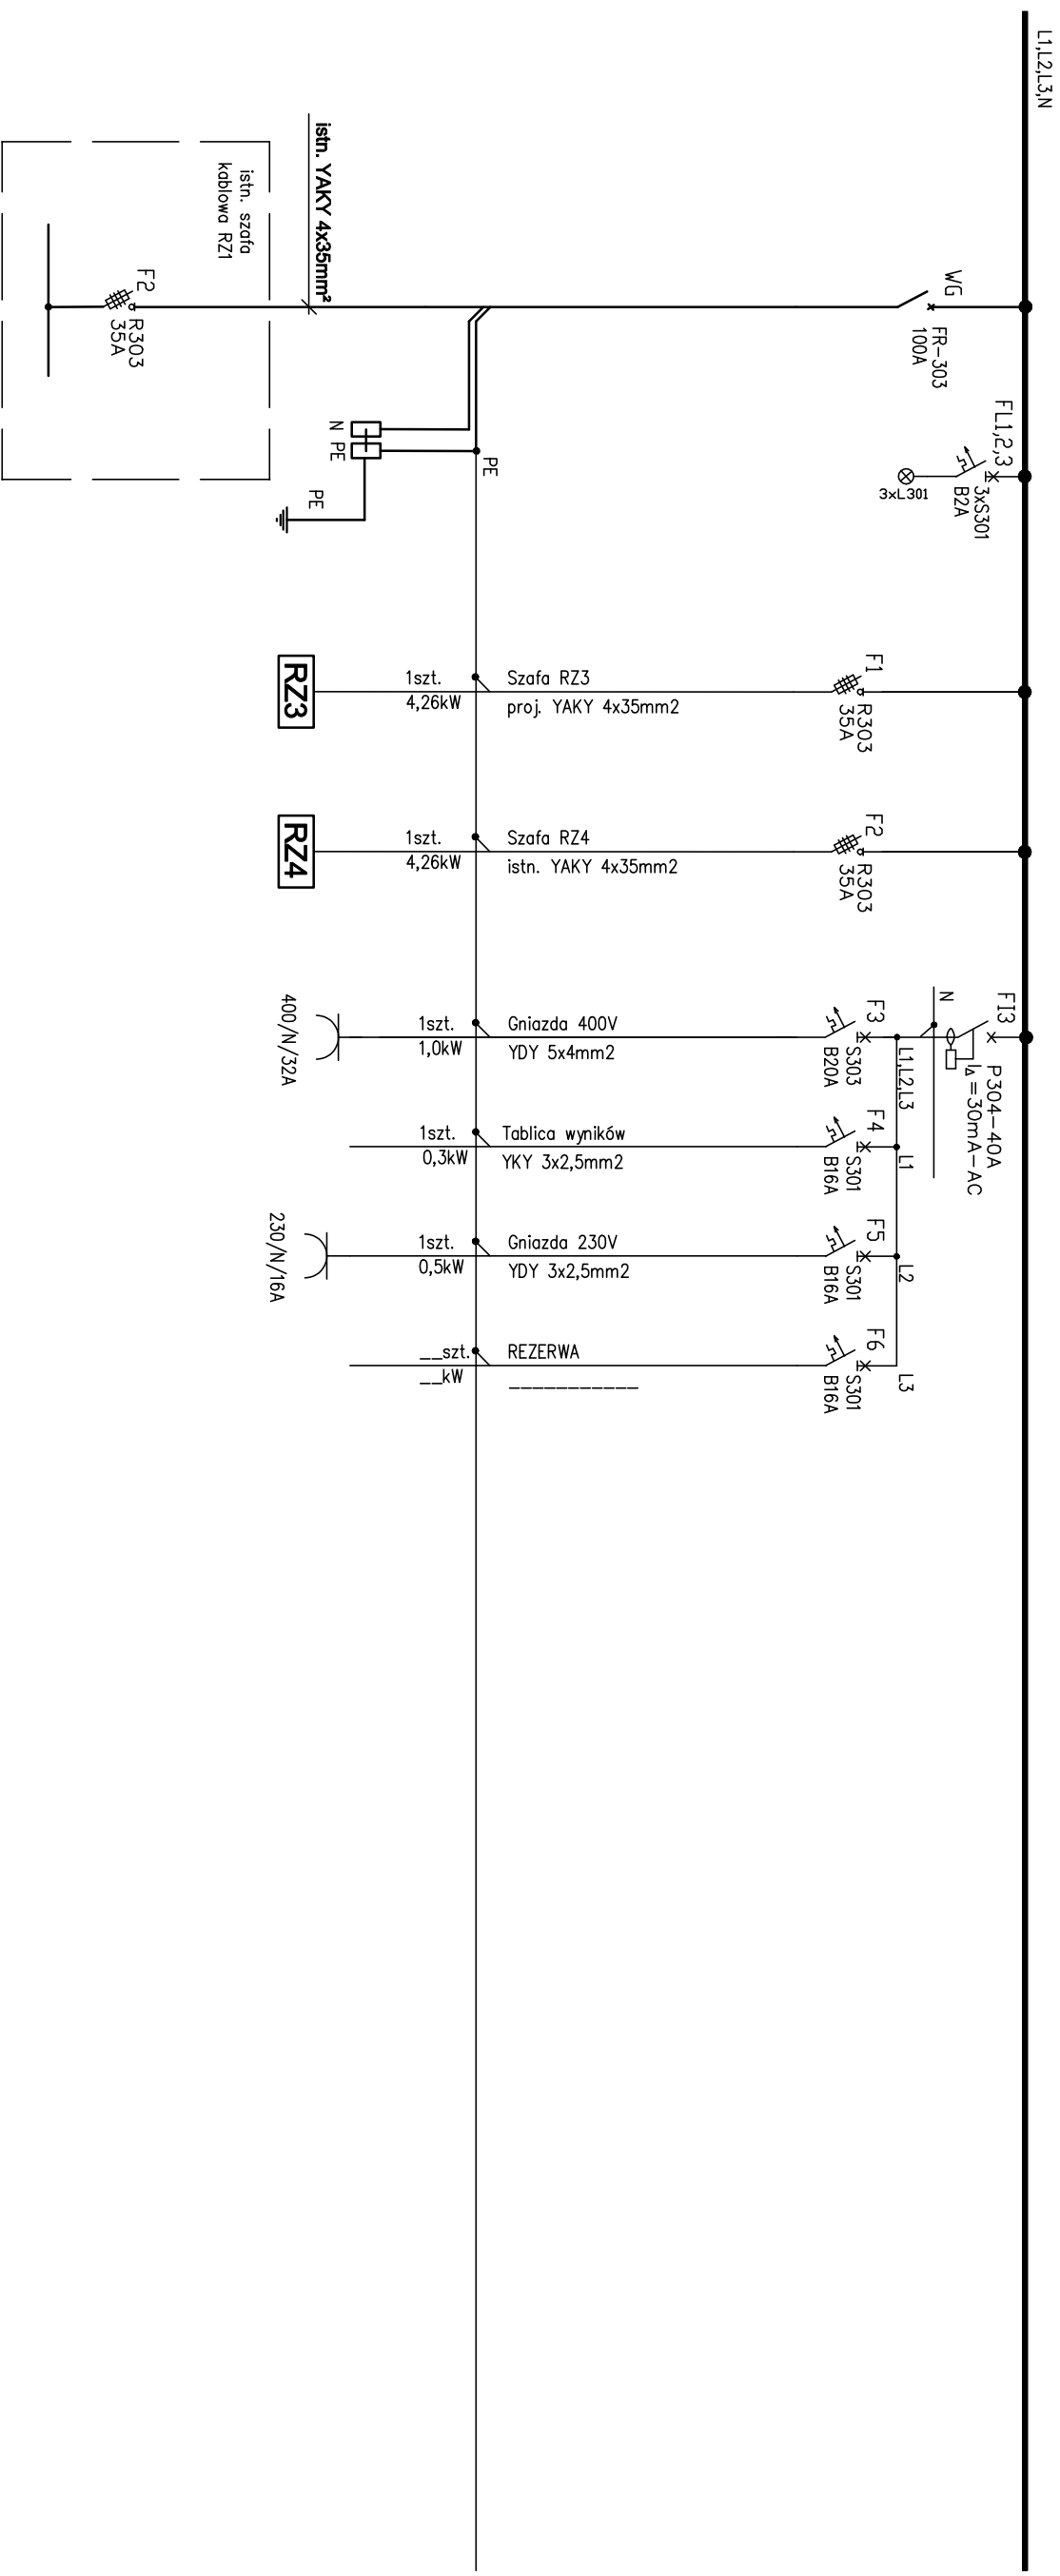 L1,L2,L3,N
istn. YAKY 4x35mm²
istn. szafa
kablowa RZ1
F2
R303
35A
WG
FR-303
100A
FL1,2,3
3xS301
B2A
3xL301
N
PE
PE
PE
F1
R303
35A
Szafa RZ3
proj. YAKY 4x35mm2
1szt.
4,26kW
RZ3
F2
R303
35A
Szafa RZ4
istn. YAKY 4x35mm2
1szt.
4,26kW
RZ4
FI3
P304-40A
I∆=30mA-AC
N
L1,L2,L3
F3
S303
B20A
Gniazda 400V
YDY 5x4mm2
1szt.
1,0kW
400/N/32A
L1
F4
S301
B16A
Tablica wyników
YKY 3x2,5mm2
1szt.
0,3kW
L2
F5
S301
B16A
Gniazda 230V
YDY 3x2,5mm2
1szt.
0,5kW
230/N/16A
L3
F6
S301
B16A
REZERWA
___________
__szt.
__kW